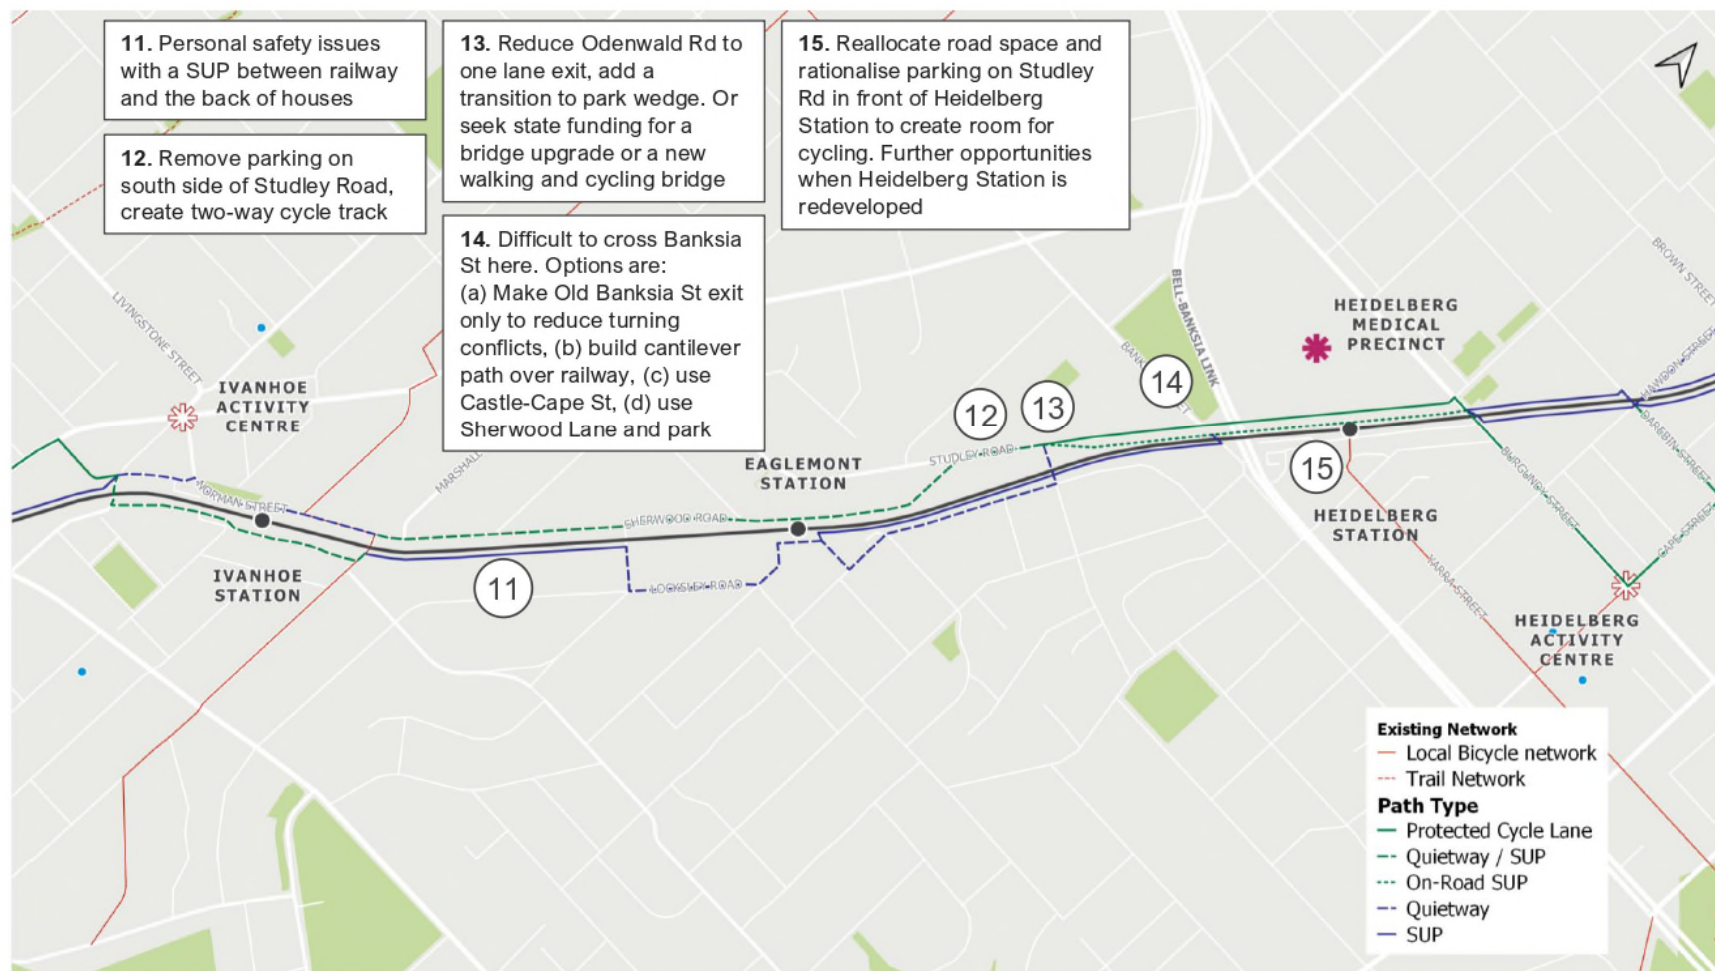 11. Personal safety issues
with a SUP between railway
and the back of houses
12. Remove parking on
south side of Studley Road,
create two-way cycle track
13. Reduce Odenwald Rd to
one lane exit, add a
transition to park wedge. Or
seek state funding for a
bridge upgrade or a new
walking and cycling bridge
14. Difficult to cross Banksia
St here. Options are:
(a) Make Old Banksia St exit
only to reduce turning
conflicts, (b) build cantilever
path over railway, (c) use
Castle-Cape St, (d) use
Sherwood Lane and park
15. Reallocate road space and
rationalise parking on Studley
Rd in front of Heidelberg
Station to create room for
cycling. Further opportunities
when Heidelberg Station is
redeveloped
LIVINGSTONE STREET
IVANHOE
ACTIVITY
CENTRE
NORMAN STREET
IVANHOE
STATION
MARSHALL
11
SHERWOOD ROAD
LOCKSLEY ROAD
EAGLEMONT
STATION
STUDLEY ROAD
12
13
14
BELL-BANKSIA LINK
HEIDELBERG
MEDICAL
PRECINCT
15
HEIDELBERG
STATION
YARRA STREET
BURGUNDY STREET
BROWN STREET
HAWDON STREET
DAREBIN STREET
CAPE STREET
HEIDELBERG
ACTIVITY
CENTRE
Existing Network
Local Bicycle network
Trail Network
Path Type
Protected Cycle Lane
Quietway / SUP
On-Road SUP
Quietway
SUP